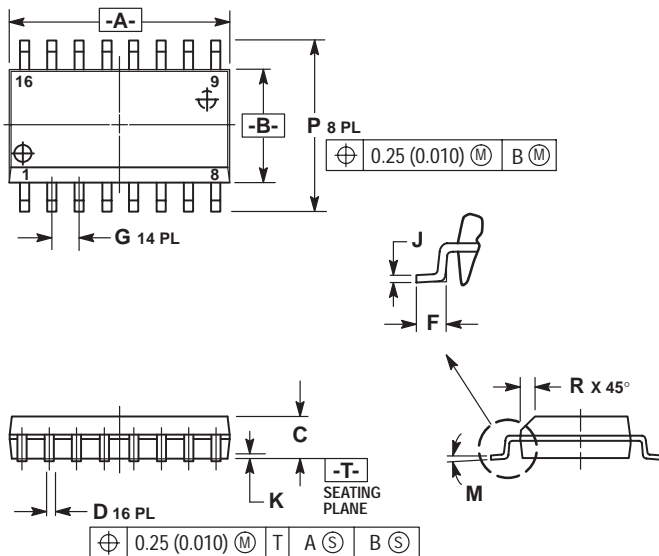 -A-
16 9
-B-
P 8 PL
⌖ 0.25 (0.010) Ⓜ B Ⓜ
1 8
G 14 PL
J
F
R X 45°
C
-T-
SEATING
PLANE
K
M
D 16 PL
⌖ 0.25 (0.010) Ⓜ T A Ⓢ B Ⓢ